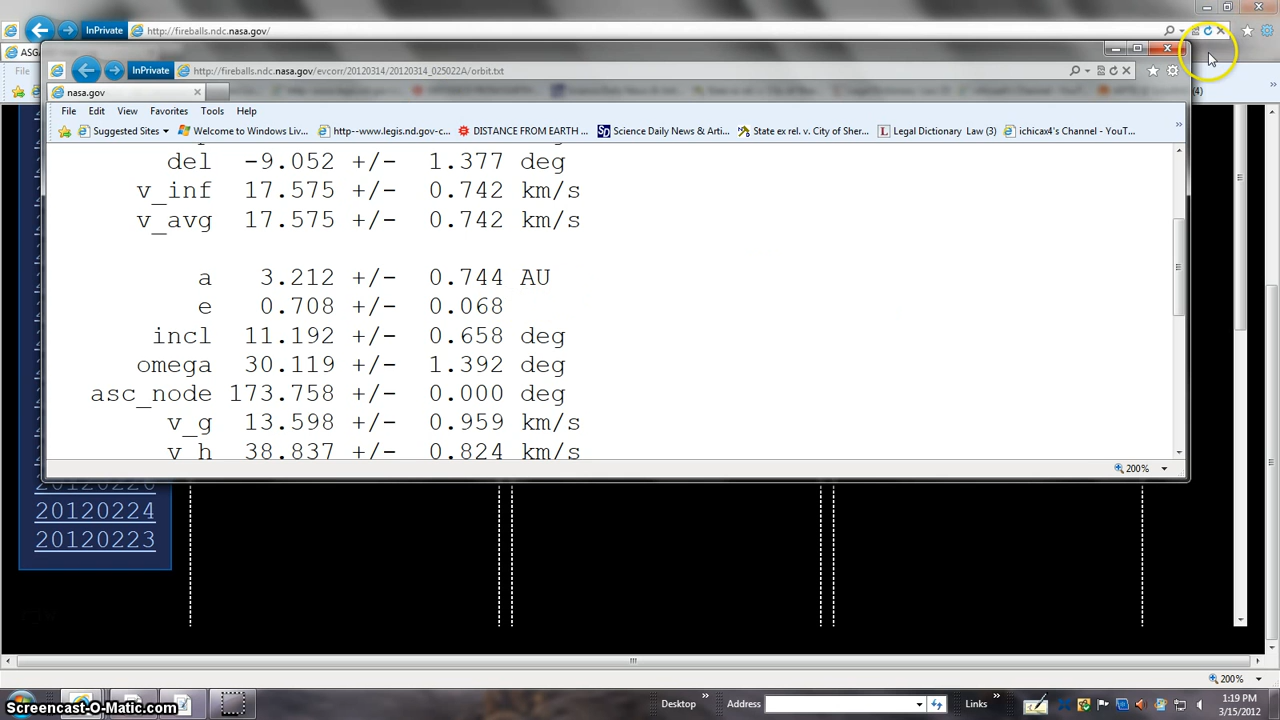 InPrivate http://fireballs.ndc.nasa.gov/
ASG
InPrivate http://fireballs.ndc.nasa.gov/evcorr/20120314/20120314_025022A/orbit.txt
File
nasa.gov
(4)
File Edit View Favorites Tools Help
Suggested Sites Welcome to Windows Liv... http--www.legis.nd.gov-c... DISTANCE FROM EARTH ... Science Daily News & Arti... State ex rel. v. City of Sher... Legal Dictionary Law (3) ichicax4's Channel - YouT...
del -9.052 +/- 1.377 deg
v_inf 17.575 +/- 0.742 km/s
v_avg 17.575 +/- 0.742 km/s
a 3.212 +/- 0.744 AU
e 0.708 +/- 0.068
incl 11.192 +/- 0.658 deg
omega 30.119 +/- 1.392 deg
asc_node 173.758 +/- 0.000 deg
v_g 13.598 +/- 0.959 km/s
v_h 38.837 +/- 0.824 km/s
200%
20120224
20120223
200%
Screencast-O-Matic.com
Desktop Address Links
1:19 PM
3/15/2012